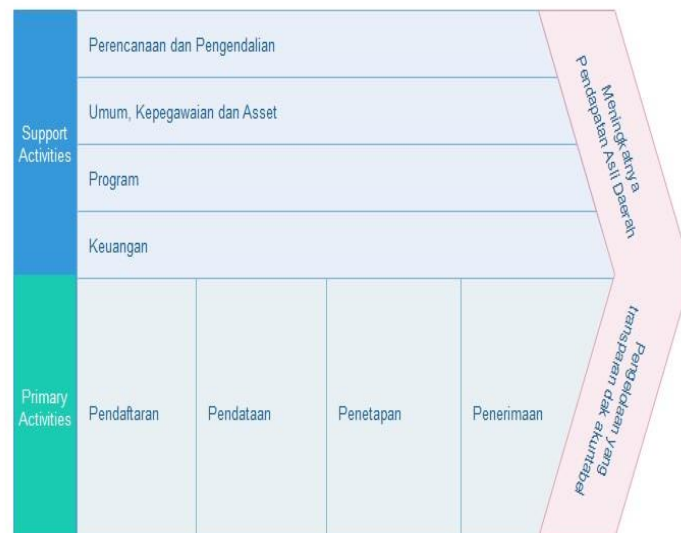 Support
Activities
Perencanaan dan Pengendalian
Umum, Kepegawaian dan Asset
Program
Keuangan
Meningkatnya
Pendapatan Asli Daerah
Primary
Activities
Pendaftaran
Pendataan
Penetapan
Penerimaan
Pengelolaan yang
transparan dak akuntabel